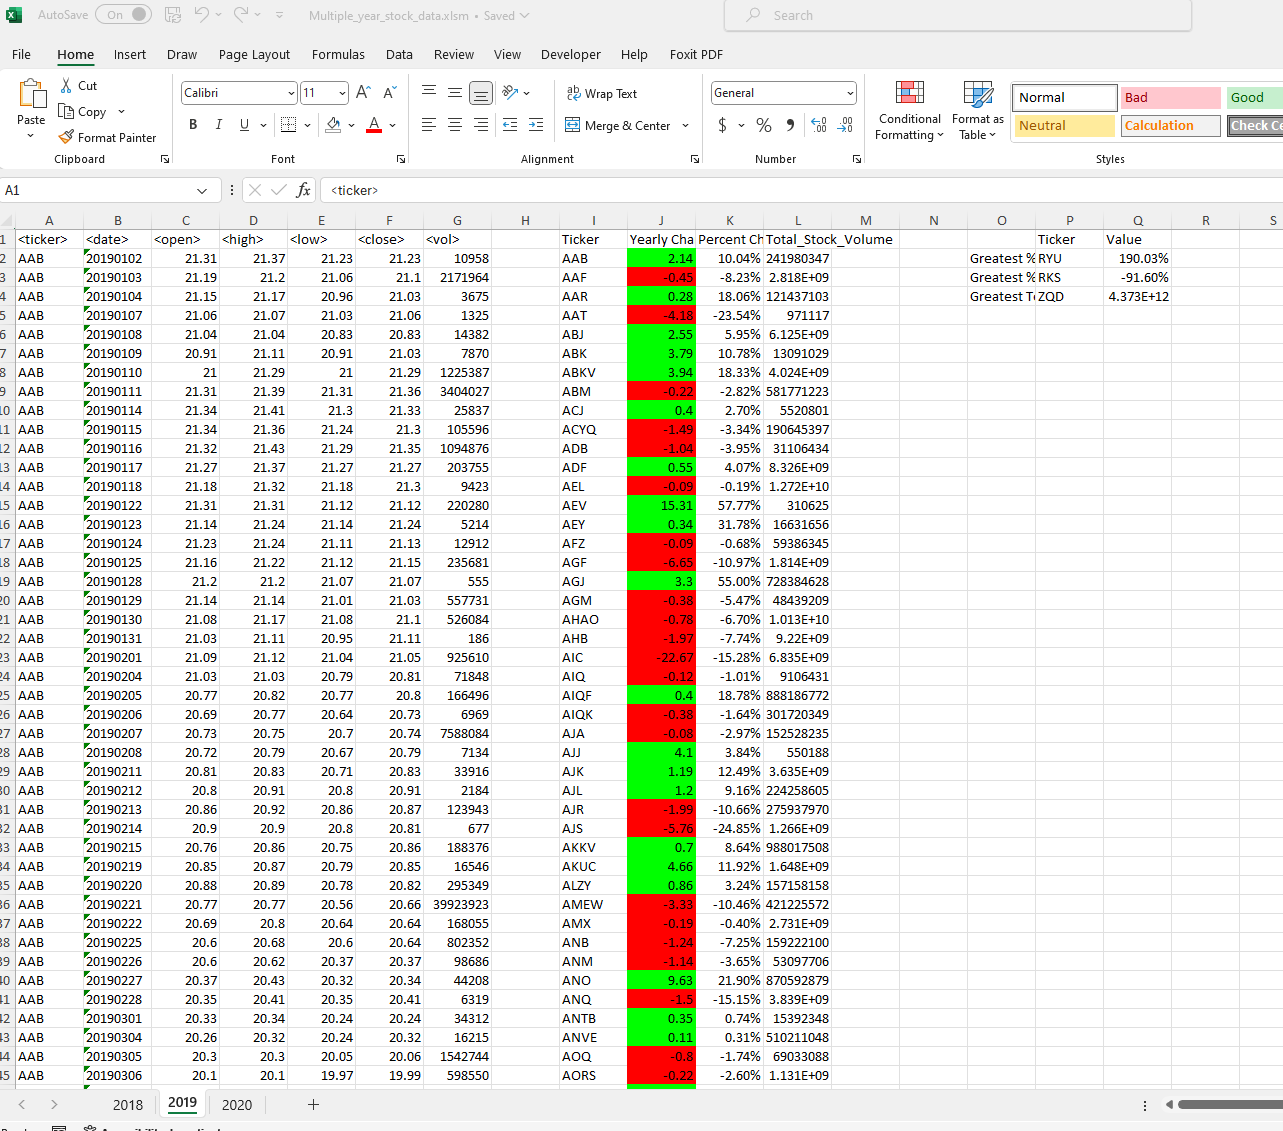 AutoSave On Multiple_year_stock_data.xlsm • Saved Search
File Home Insert Draw Page Layout Formulas Data Review View Developer Help Foxit PDF
Paste Cut Calibri 11 Wrap Text General Conditional Formatting Format as Table Normal Bad Good
Copy Format Painter B I U Merge & Center $ % Neutral Calculation
Clipboard Font Alignment Number Styles
A1 fx <ticker>
A B C D E F G H I J K L M N O P Q R S
1 <ticker> <date> <open> <high> <low> <close> <vol> Ticker Yearly Cha Percent Ch Total_Stock_Volume Ticker Value
2 AAB 20190102 21.31 21.37 21.23 21.23 10958 AAB 2.14 10.04% 241980347 Greatest % RYU 190.03%
3 AAB 20190103 21.19 21.2 21.06 21.1 2171964 AAF -0.45 -8.23% 2.818E+09 Greatest % RKS -91.60%
4 AAB 20190104 21.15 21.17 20.96 21.03 3675 AAR 0.28 18.06% 121437103 Greatest T ZQD 4.373E+12
5 AAB 20190107 21.06 21.07 21.03 21.06 1325 AAT -4.18 -23.54% 971117
6 AAB 20190108 21.04 21.04 20.83 20.83 14382 ABJ 2.55 5.95% 6.125E+09
7 AAB 20190109 20.91 21.11 20.91 21.03 7870 ABK 3.79 10.78% 13091029
8 AAB 20190110 21 21.29 21 21.29 1225387 ABKV 3.94 18.33% 4.024E+09
9 AAB 20190111 21.31 21.39 21.31 21.36 3404027 ABM -0.22 -2.82% 581771223
10 AAB 20190114 21.34 21.41 21.3 21.33 25837 ACJ 0.4 2.70% 5520801
11 AAB 20190115 21.34 21.36 21.24 21.3 105596 ACYQ -1.49 -3.34% 190645397
12 AAB 20190116 21.32 21.43 21.29 21.35 1094876 ADB -1.04 -3.95% 31106434
13 AAB 20190117 21.27 21.37 21.27 21.27 203755 ADF 0.55 4.07% 8.326E+09
14 AAB 20190118 21.18 21.32 21.18 21.3 9423 AEL -0.09 -0.19% 1.272E+10
15 AAB 20190122 21.31 21.31 21.12 21.12 220280 AEV 15.31 57.77% 310625
16 AAB 20190123 21.14 21.24 21.14 21.24 5214 AEY 0.34 31.78% 16631656
17 AAB 20190124 21.23 21.24 21.11 21.13 12912 AFZ -0.09 -0.68% 59386345
18 AAB 20190125 21.16 21.22 21.12 21.15 235681 AGF -6.65 -10.97% 1.814E+09
19 AAB 20190128 21.2 21.2 21.07 21.07 555 AGJ 3.3 55.00% 728384628
20 AAB 20190129 21.14 21.14 21.01 21.03 557731 AGM -0.38 -5.47% 48439209
21 AAB 20190130 21.08 21.17 21.08 21.1 526084 AHAO -0.78 -6.70% 1.013E+10
22 AAB 20190131 21.03 21.11 20.95 21.11 186 AHB -1.97 -7.74% 9.22E+09
23 AAB 20190201 21.09 21.12 21.04 21.05 925610 AIC -22.67 -15.28% 6.835E+09
24 AAB 20190204 21.03 21.03 20.79 20.81 71848 AIQ -0.12 -1.01% 9106431
25 AAB 20190205 20.77 20.82 20.77 20.8 166496 AIQF 0.4 18.78% 888186772
26 AAB 20190206 20.69 20.77 20.64 20.73 6969 AIQK -0.38 -1.64% 301720349
27 AAB 20190207 20.73 20.75 20.7 20.74 7588084 AJA -0.08 -2.97% 152528235
28 AAB 20190208 20.72 20.79 20.67 20.79 7134 AJJ 4.1 3.84% 550188
29 AAB 20190211 20.81 20.83 20.71 20.83 33916 AJK 1.19 12.49% 3.635E+09
30 AAB 20190212 20.8 20.91 20.8 20.91 2184 AJL 1.2 9.16% 224258605
31 AAB 20190213 20.86 20.92 20.86 20.87 123943 AJR -1.99 -10.66% 275937970
32 AAB 20190214 20.9 20.9 20.8 20.81 677 AJS -5.76 -24.85% 1.266E+09
33 AAB 20190215 20.76 20.86 20.75 20.86 188376 AKKV 0.7 8.64% 988017508
34 AAB 20190219 20.85 20.87 20.79 20.85 16546 AKUC 4.66 11.92% 1.648E+09
35 AAB 20190220 20.88 20.89 20.78 20.82 295349 ALZY 0.86 3.24% 157158158
36 AAB 20190221 20.77 20.77 20.56 20.66 39923923 AMEW -3.33 -10.46% 421225572
37 AAB 20190222 20.69 20.8 20.64 20.64 168055 AMX -0.19 -0.40% 2.731E+09
38 AAB 20190225 20.6 20.68 20.6 20.64 802352 ANB -1.24 -7.25% 159222100
39 AAB 20190226 20.6 20.62 20.37 20.37 98686 ANM -1.14 -3.65% 53097706
40 AAB 20190227 20.37 20.43 20.32 20.34 44208 ANO 9.63 21.90% 870592879
41 AAB 20190228 20.35 20.41 20.35 20.41 6319 ANQ -1.5 -15.15% 3.839E+09
42 AAB 20190301 20.33 20.34 20.24 20.24 34312 ANTB 0.35 0.74% 15392348
43 AAB 20190304 20.26 20.32 20.24 20.32 16215 ANVE 0.11 0.31% 510211048
44 AAB 20190305 20.3 20.3 20.05 20.06 1542744 AOQ -0.8 -1.74% 69033088
45 AAB 20190306 20.1 20.1 19.97 19.99 598550 AORS -0.22 -2.60% 1.131E+09
2018 2019 2020 +